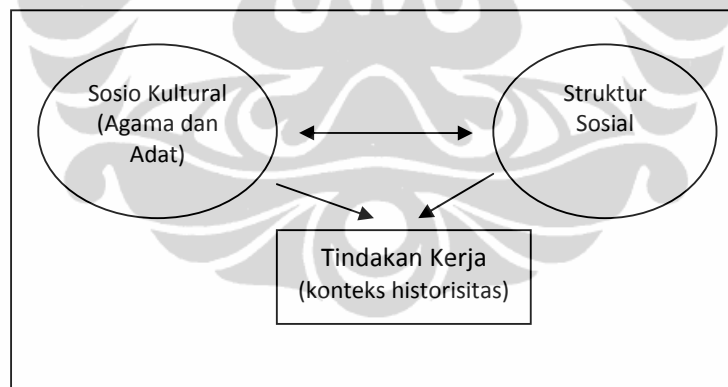 Sosio Kultural
(Agama dan
Adat)
Struktur
Sosial
Tindakan Kerja
(konteks historisitas)